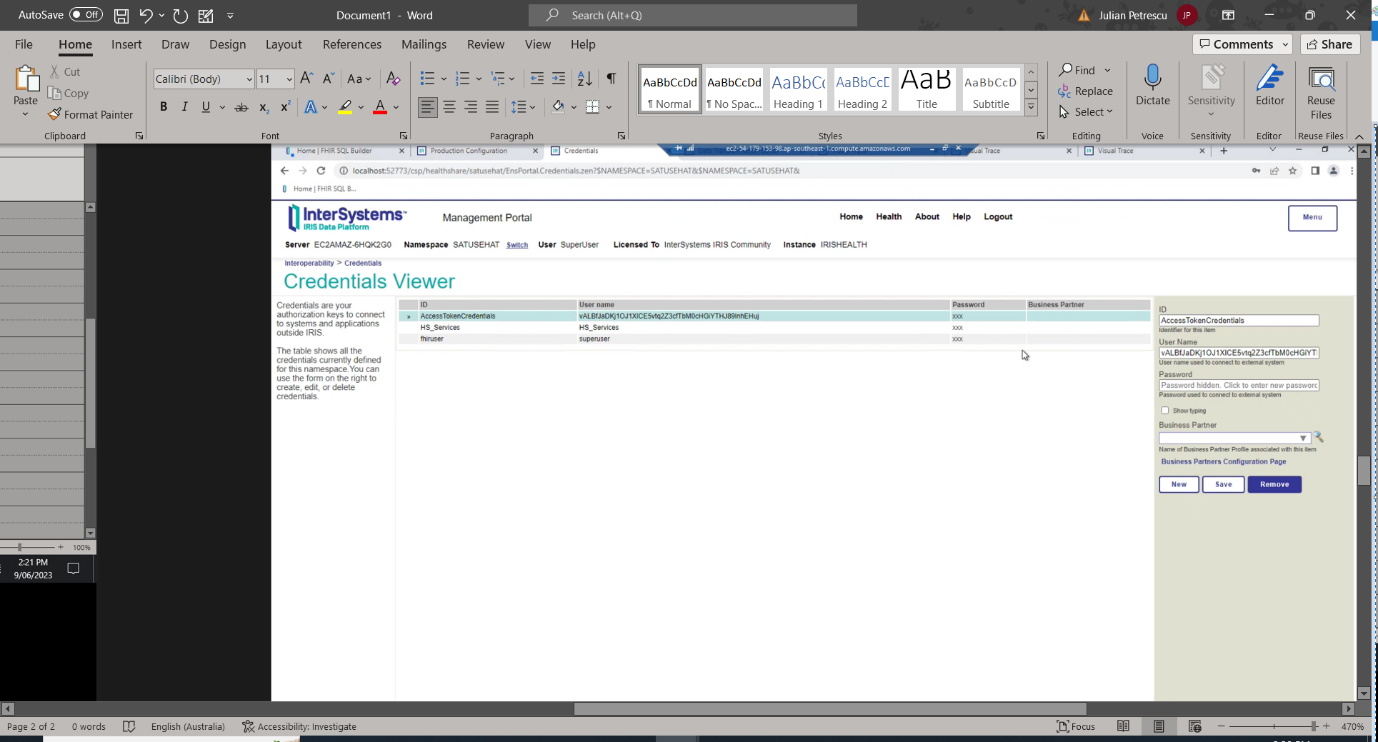 AutoSave Off Document1 - Word Search (Alt+Q) Julian Petrescu JP
File Home Insert Draw Design Layout References Mailings Review View Help Comments Share
Paste Cut Copy Format Painter
Calibri (Body) 11
AaBbCcDd AaBbCcDd AaBbC AaBbCcE AaB AaBbCcD
¶ Normal ¶ No Spac... Heading 1 Heading 2 Title Subtitle
Find
Replace
Select
Dictate Sensitivity Editor Reuse Files
Clipboard Font Paragraph Styles Editing Voice Sensitivity Editor Reuse Files
Home | FHIR SQL Builder Production Configuration Credentials ec2-54-179-153-98.ap-southeast-1.compute.amazonaws.com ual Trace Visual Trace
localhost:52773/csp/healthshare/satusehat/EnsPortal.Credentials.zen?$NAMESPACE=SATUSEHAT&$NAMESPACE=SATUSEHAT&
Home | FHIR SQL B...
InterSystems
IRIS Data Platform
Management Portal
Home Health About Help Logout Menu
Server EC2AMAZ-6HQK2G0 Namespace SATUSEHAT Switch User SuperUser Licensed To InterSystems IRIS Community Instance IRISHEALTH
Interoperability > Credentials
Credentials Viewer
Credentials are your
authorization keys to connect
to systems and applications
outside IRIS.
The table shows all the
credentials currently defined
for this namespace.You can
use the form on the right to
create, edit, or delete
credentials.
ID User name Password Business Partner
AccessTokenCredentials xxx
HS_Services HS_Services xxx
fhiruser superuser xxx
ID
AccessTokenCredentials
Identifier for this item
User Name
User name used to connect to external system
Password
Password hidden. Click to enter new password
Password used to connect to external system
Show typing
Business Partner
Name of Business Partner Profile associated with this item
Business Partners Configuration Page
New Save Remove
100%
2:21 PM
9/06/2023
Page 2 of 2 0 words English (Australia) Accessibility: Investigate Focus 470%